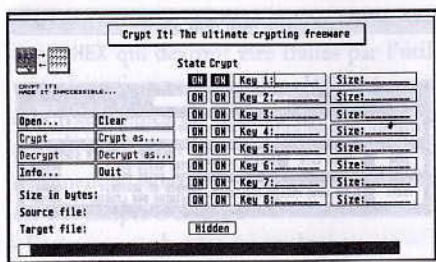 Crypt It! The ultimate crypting freeware
State Crypt
CRYPT IT!
MADE IT INACCESSIBLE...
ON ON Key 1: Size:
ON ON Key 2: Size:
ON ON Key 3: Size:
ON ON Key 4: Size:
ON ON Key 5: Size:
ON ON Key 6: Size:
ON ON Key 7: Size:
ON ON Key 8: Size:
Open... Clear
Crypt Crypt as...
Decrypt Decrypt as...
Info... Quit
Size in bytes:
Source file:
Target file:
Hidden